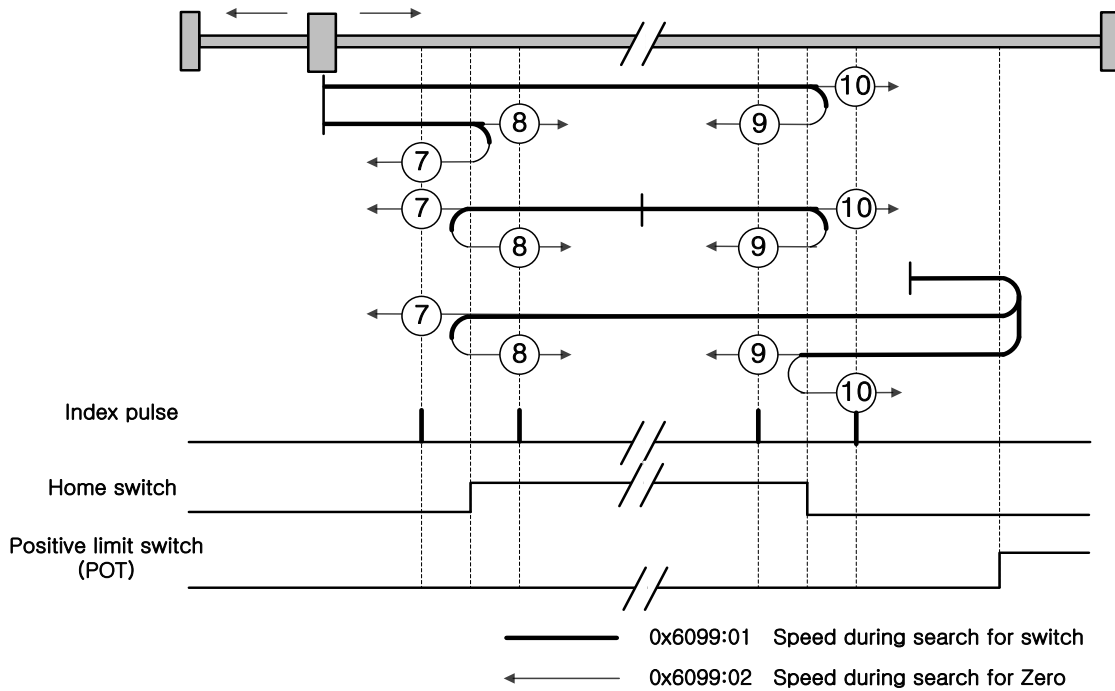 10
8
9
7
7
10
8
9
7
8
9
10
Index pulse
Home switch
Positive limit switch
(POT)
0x6099:01 Speed during search for switch
0x6099:02 Speed during search for Zero